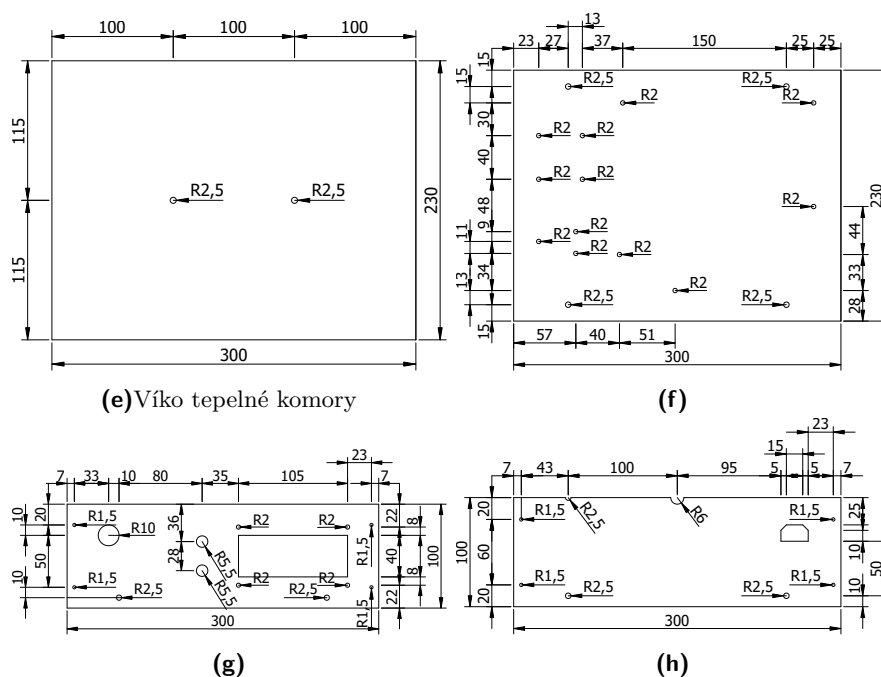 100 100 100
115
115
R2,5 R2,5
230
300
(e)Víko tepelné komory
13
23 27 37 150 25 25
15
15
30
40
48
9
11
34
13
15
R2,5 R2,5
R2 R2
R2 R2
R2 R2
R2
R2
R2 R2
R2
R2,5 R2,5
230
44
33
28
57 40 51
300
(f)
23
7 33 10 80 35 105 7
10
20
50
10
R1,5 R10
36
28
R5,5
R5,5
R2 R2
R2 R2
R1,5
R1,5
R1,5 R2,5 R2,5
22
8
40
8
22
100
300
(g)
23
15
7 43 100 95 5 5 7
20
100
60
20
R1,5 R2,5 R6 R1,5
R1,5 R1,5
R2,5 R2,5
25
10
50
10
300
(h)